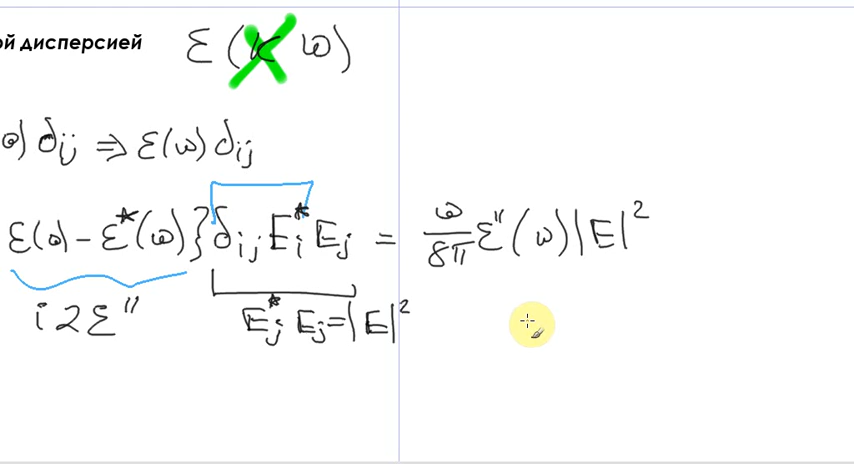 ой дисперсией ε(k ω)
ω) δij ⇒ ε(ω) δij
ε(ω) - ε*(ω)} δij Ei* Ej = ω/8π ε''(ω) |E|²
i2ε'' Ej* Ej = |E|²